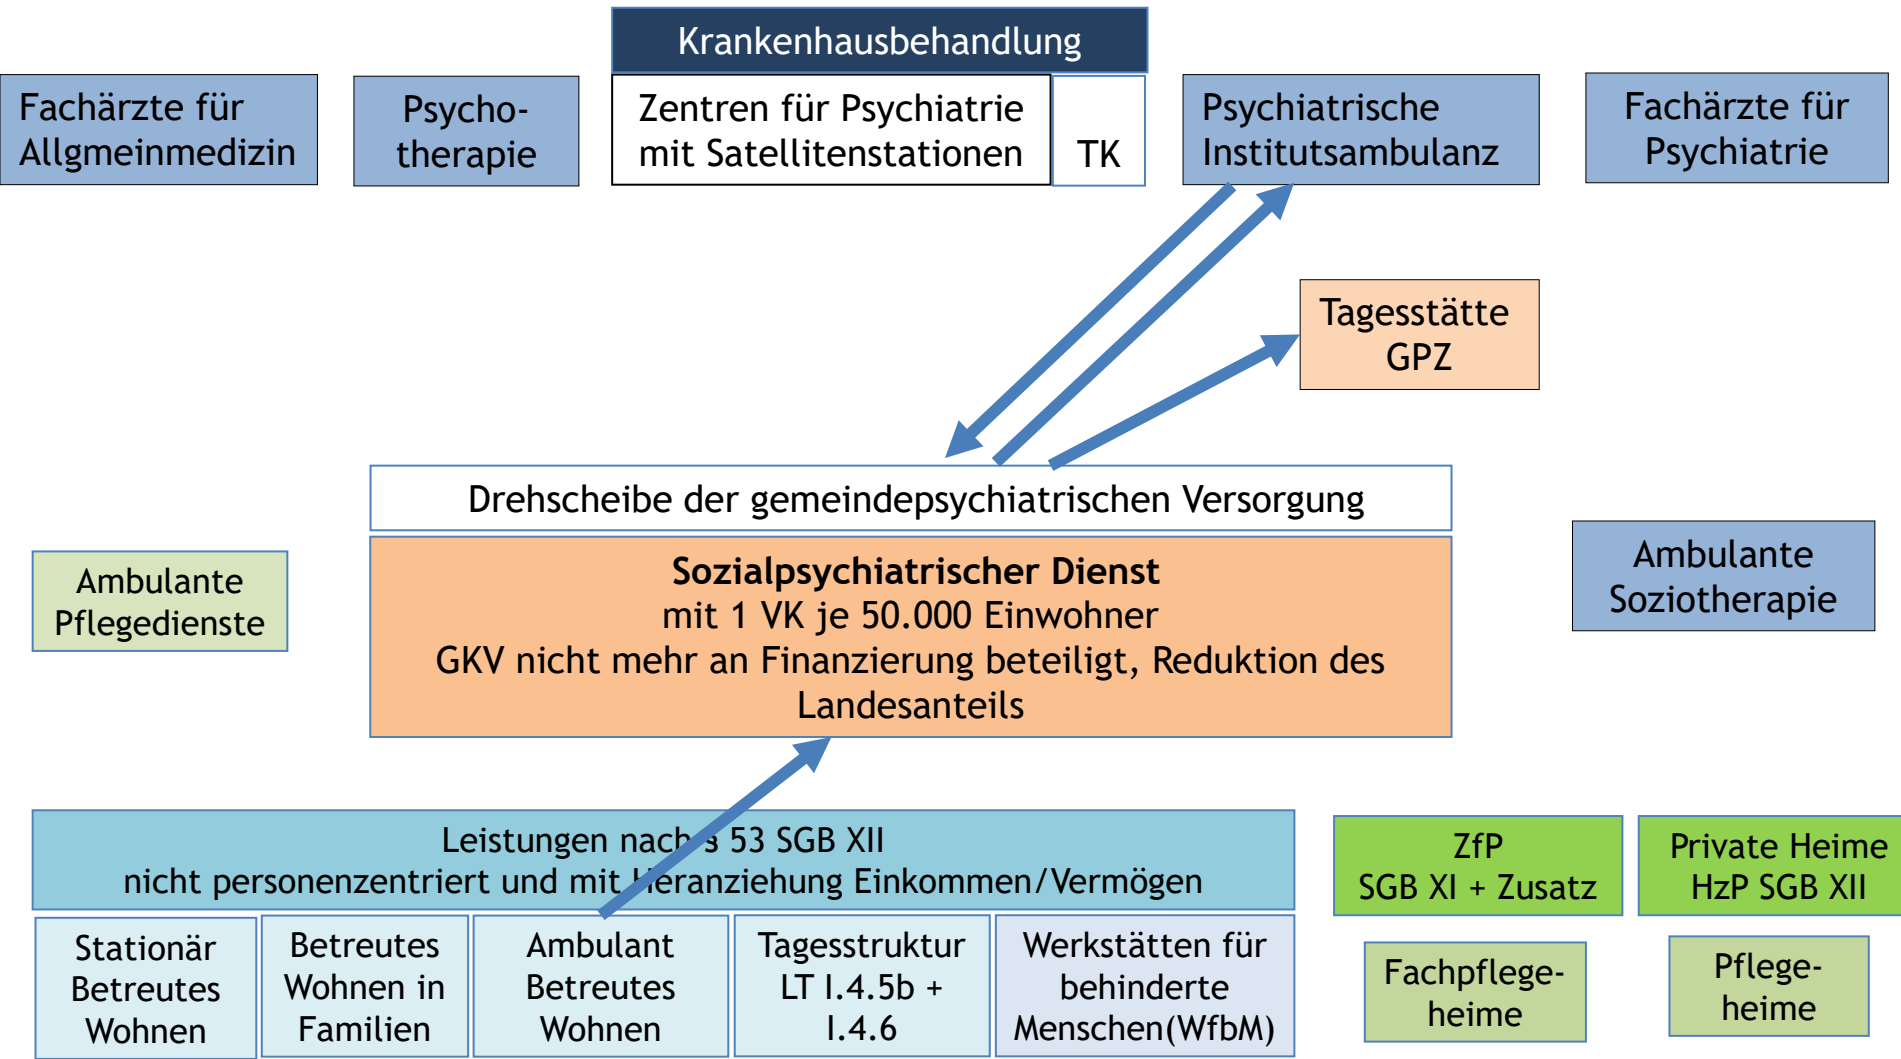 Krankenhausbehandlung
Fachärzte für
Allgmeinmedizin
Psycho-
therapie
Zentren für Psychiatrie
mit Satellitenstationen
TK
Psychiatrische
Institutsambulanz
Fachärzte für
Psychiatrie
Tagesstätte
GPZ
Drehscheibe der gemeindepsychiatrischen Versorgung
Sozialpsychiatrischer Dienst
mit 1 VK je 50.000 Einwohner
GKV nicht mehr an Finanzierung beteiligt, Reduktion des
Landesanteils
Ambulante
Pflegedienste
Ambulante
Soziotherapie
Leistungen nach § 53 SGB XII
nicht personenzentriert und mit Heranziehung Einkommen/Vermögen
Stationär
Betreutes
Wohnen
Betreutes
Wohnen in
Familien
Ambulant
Betreutes
Wohnen
Tagesstruktur
LT I.4.5b +
I.4.6
Werkstätten für
behinderte
Menschen(WfbM)
ZfP
SGB XI + Zusatz
Private Heime
HzP SGB XII
Fachpflege-
heime
Pflege-
heime